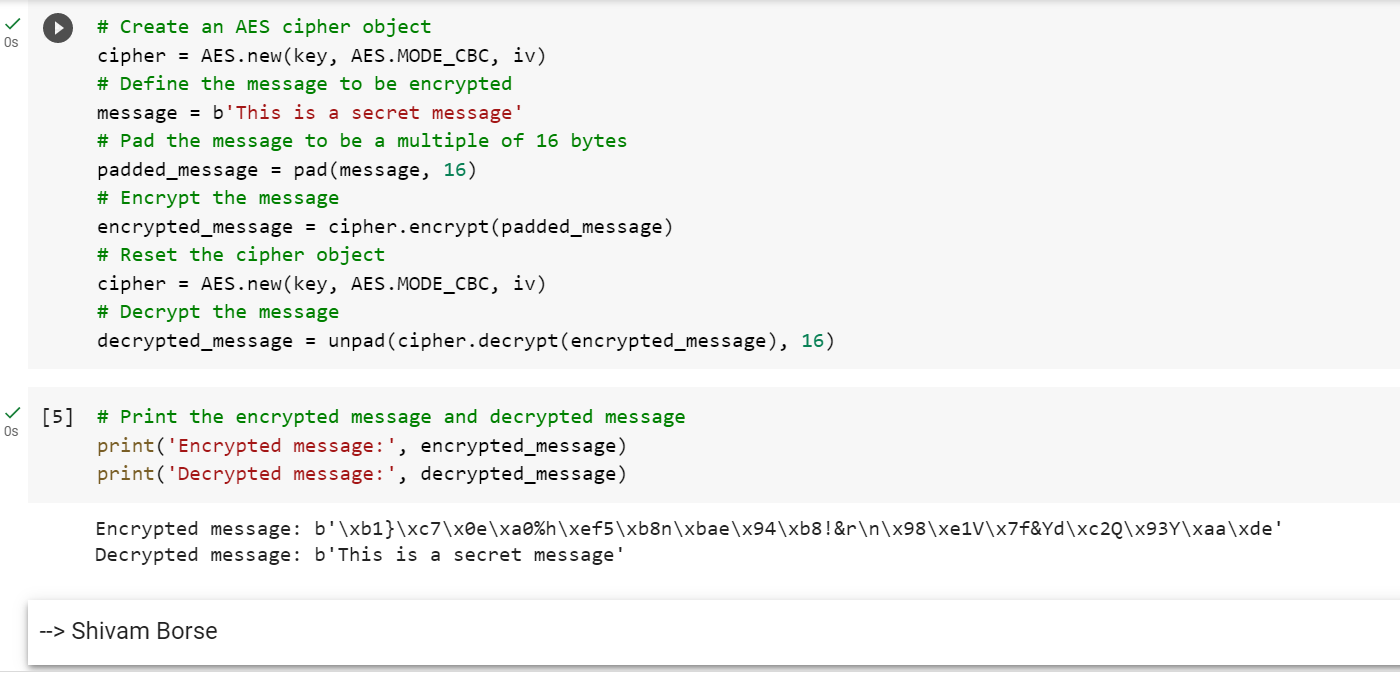 # Create an AES cipher object
0s
cipher = AES.new(key, AES.MODE_CBC, iv)
# Define the message to be encrypted
message = b'This is a secret message'
# Pad the message to be a multiple of 16 bytes
padded_message = pad(message, 16)
# Encrypt the message
encrypted_message = cipher.encrypt(padded_message)
# Reset the cipher object
cipher = AES.new(key, AES.MODE_CBC, iv)
# Decrypt the message
decrypted_message = unpad(cipher.decrypt(encrypted_message), 16)
[5] # Print the encrypted message and decrypted message
0s
print('Encrypted message:', encrypted_message)
print('Decrypted message:', decrypted_message)
Encrypted message: b'\xb1}\xc7\x0e\xa0%h\xef5\xb8n\xbae\x94\xb8!&r\n\x98\xe1V\x7f&Yd\xc2Q\x93Y\xaa\xde'
Decrypted message: b'This is a secret message'
--> Shivam Borse